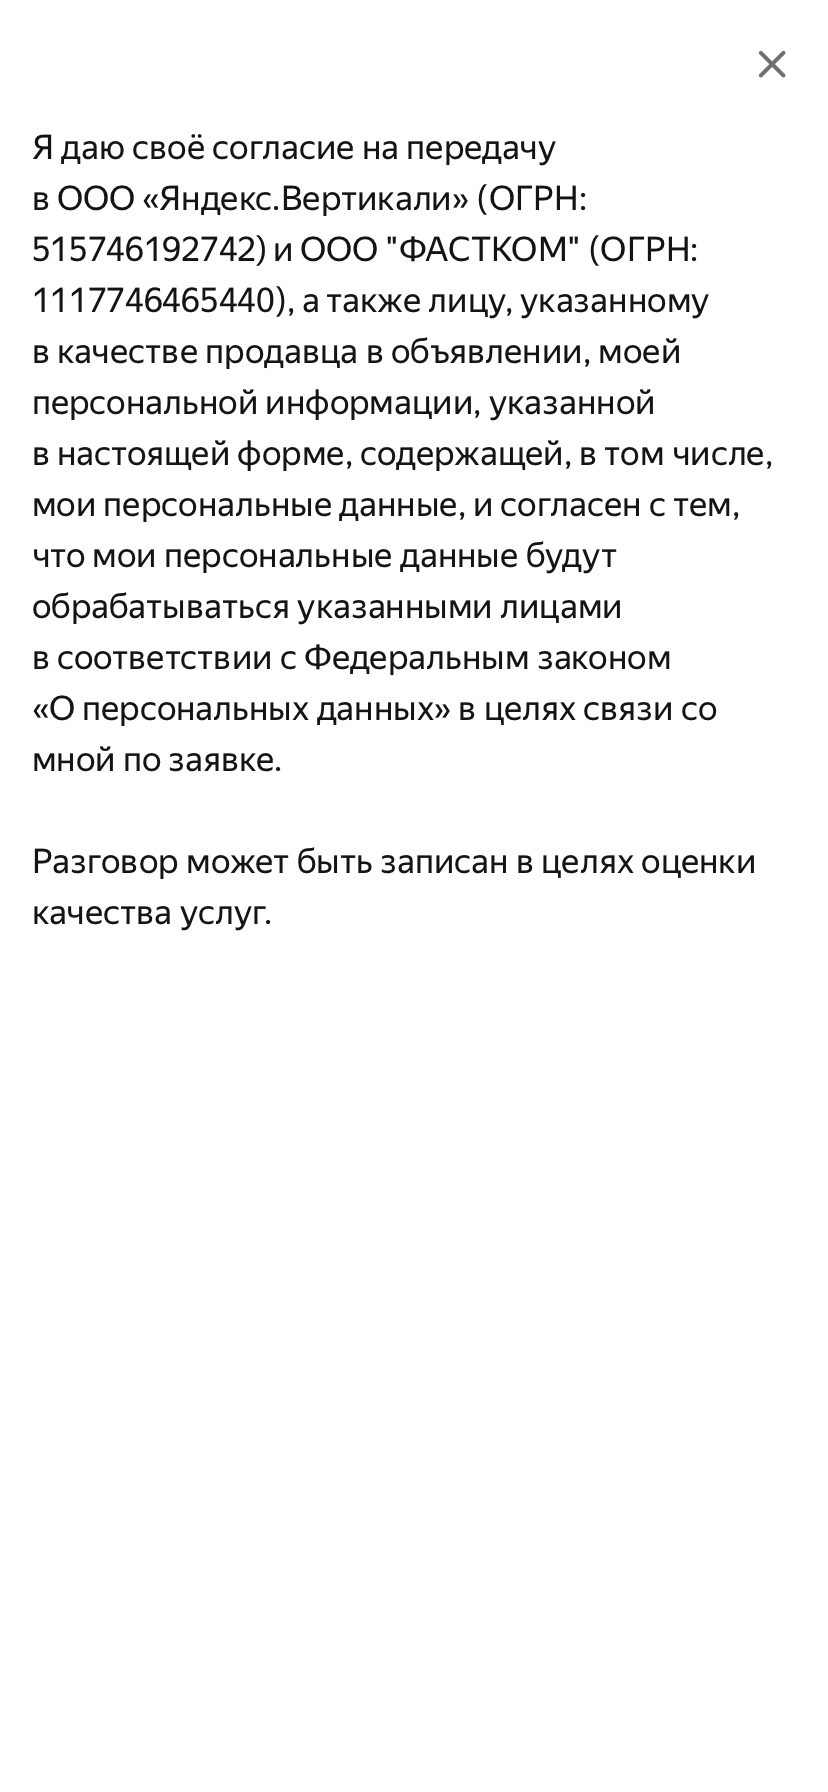 Я даю своё согласие на передачу
в ООО «Яндекс.Вертикали» (ОГРН:
515746192742) и ООО "ФАСТКОМ" (ОГРН:
1117746465440), а также лицу, указанному
в качестве продавца в объявлении, моей
персональной информации, указанной
в настоящей форме, содержащей, в том числе,
мои персональные данные, и согласен с тем,
что мои персональные данные будут
обрабатываться указанными лицами
в соответствии с Федеральным законом
«О персональных данных» в целях связи со
мной по заявке.
Разговор может быть записан в целях оценки
качества услуг.